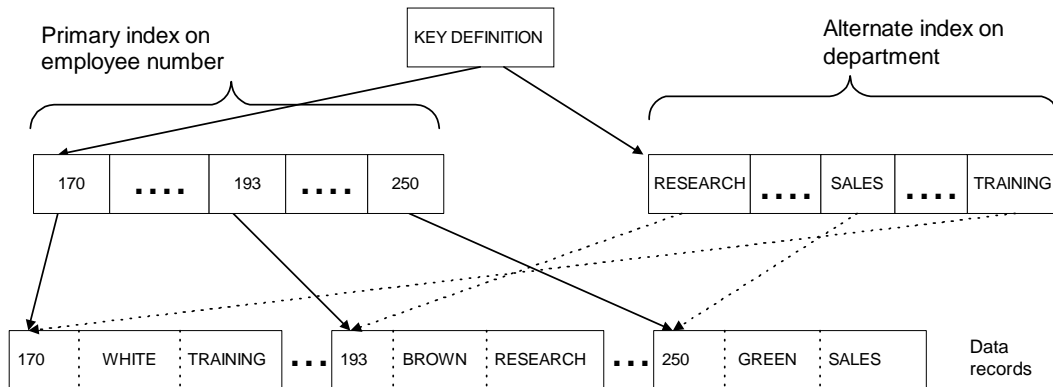 Primary index on
employee number
KEY DEFINITION
Alternate index on
department
170 .... 193 .... 250
RESEARCH .... SALES .... TRAINING
170 WHITE TRAINING ... 193 BROWN RESEARCH ... 250 GREEN SALES
Data
records